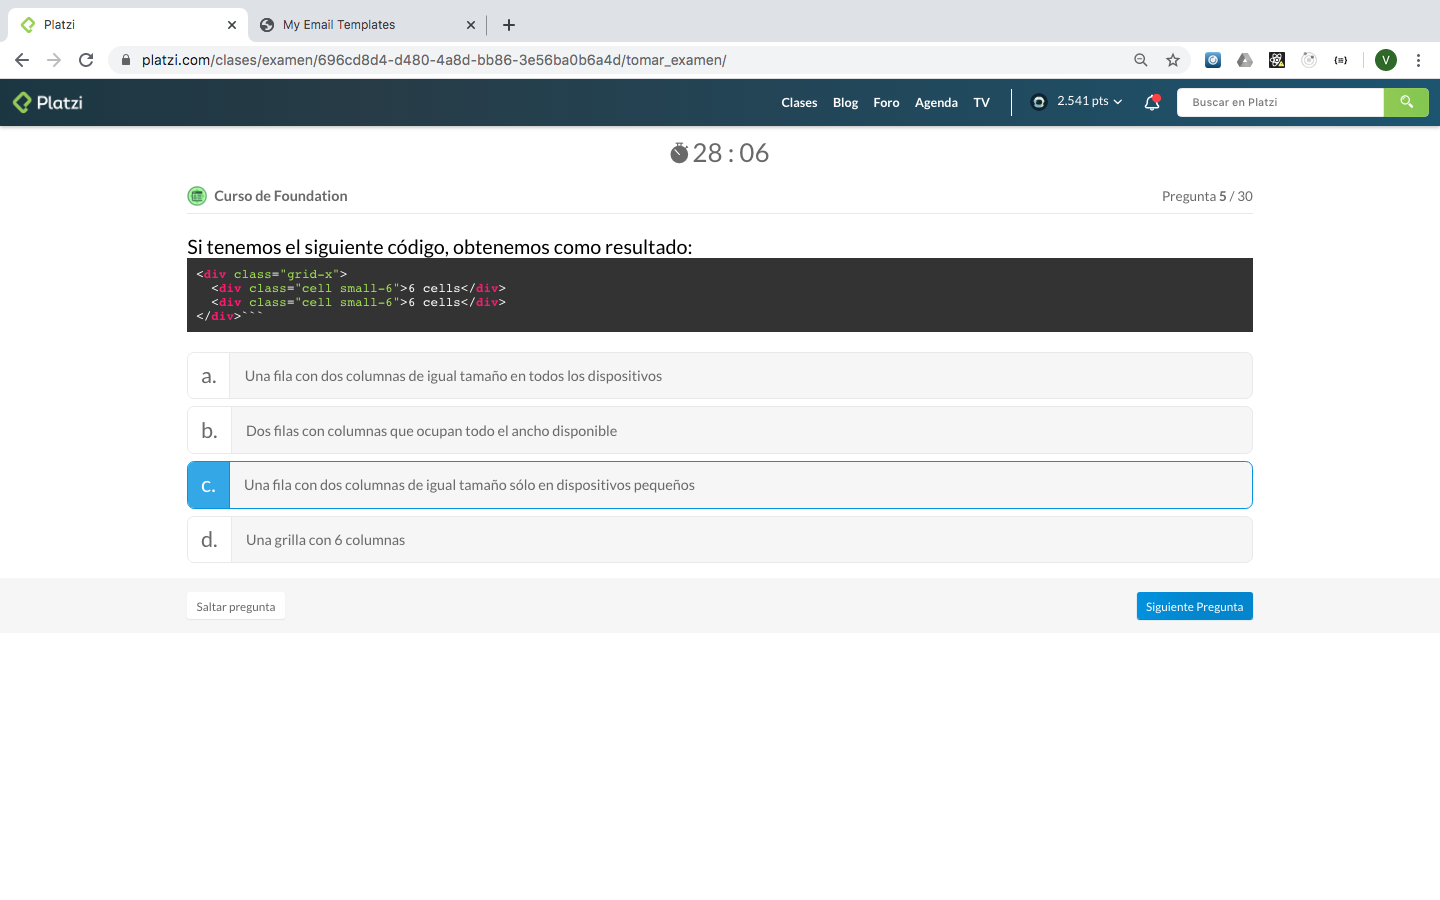 Platzi
My Email Templates
platzi.com/clases/examen/696cd8d4-d480-4a8d-bb86-3e56ba0b6a4d/tomar_examen/
V
Platzi
Clases Blog Foro Agenda TV
2.541 pts
Buscar en Platzi
28 : 06
Curso de Foundation
Pregunta 5 / 30
Si tenemos el siguiente código, obtenemos como resultado:
<div class="grid-x">
  <div class="cell small-6">6 cells</div>
  <div class="cell small-6">6 cells</div>
</div>```
a. Una fila con dos columnas de igual tamaño en todos los dispositivos
b. Dos filas con columnas que ocupan todo el ancho disponible
c. Una fila con dos columnas de igual tamaño sólo en dispositivos pequeños
d. Una grilla con 6 columnas
Saltar pregunta
Siguiente Pregunta